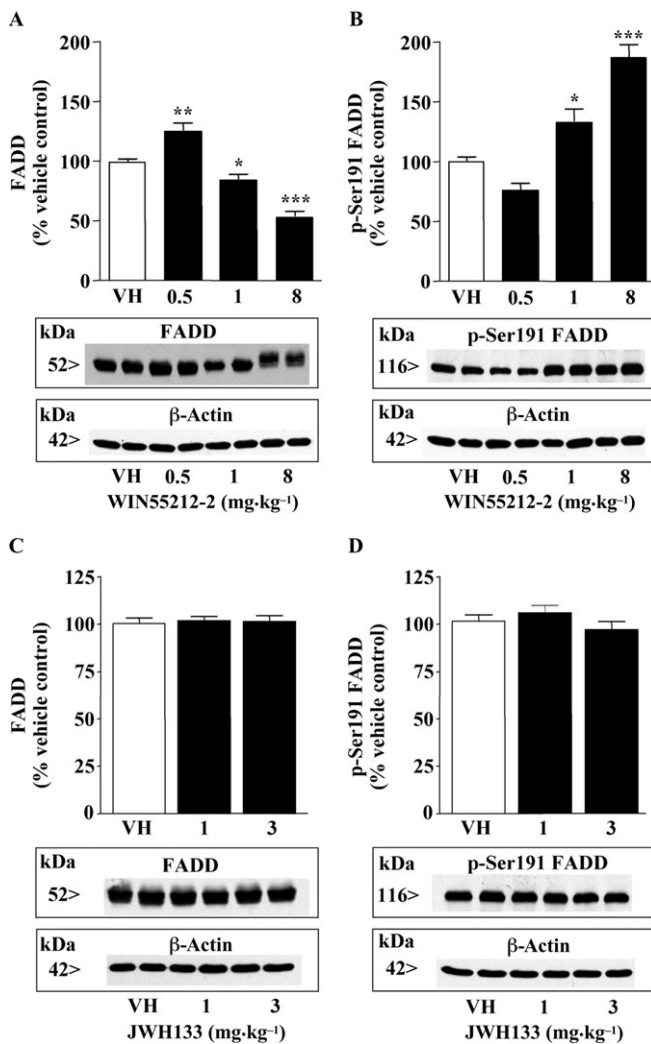 A
200
150
100
50
0
FADD
(% vehicle control)
**
*
***
VH 0.5 1 8
kDa FADD
52>
kDa β-Actin
42>
VH 0.5 1 8
WIN55212-2 (mg·kg⁻¹)
B
200
150
100
50
0
p-Ser191 FADD
(% vehicle control)
*
***
VH 0.5 1 8
kDa p-Ser191 FADD
116>
kDa β-Actin
42>
VH 0.5 1 8
WIN55212-2 (mg·kg⁻¹)
C
125
100
75
50
25
0
FADD
(% vehicle control)
VH 1 3
kDa FADD
52>
kDa β-Actin
42>
VH 1 3
JWH133 (mg·kg⁻¹)
D
125
100
75
50
25
0
p-Ser191 FADD
(% vehicle control)
VH 1 3
kDa p-Ser191 FADD
116>
kDa β-Actin
42>
VH 1 3
JWH133 (mg·kg⁻¹)